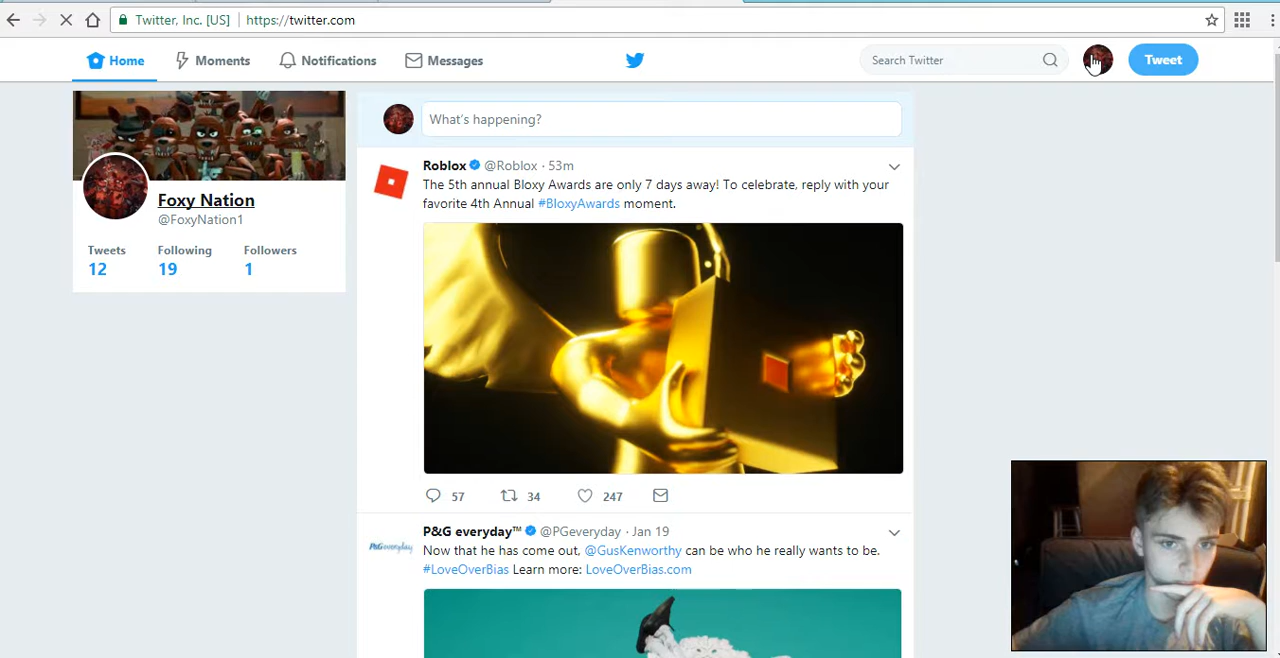 Twitter, Inc. [US] https://twitter.com
Home Moments Notifications Messages Search Twitter Tweet
What's happening?
Foxy Nation
@FoxyNation1
Tweets Following Followers
12 19 1
Roblox @Roblox · 53m
The 5th annual Bloxy Awards are only 7 days away! To celebrate, reply with your
favorite 4th Annual #BloxyAwards moment.
57 34 247
P&G everyday
P&G everyday™ @PGeveryday · Jan 19
Now that he has come out, @GusKenworthy can be who he really wants to be.
#LoveOverBias Learn more: LoveOverBias.com